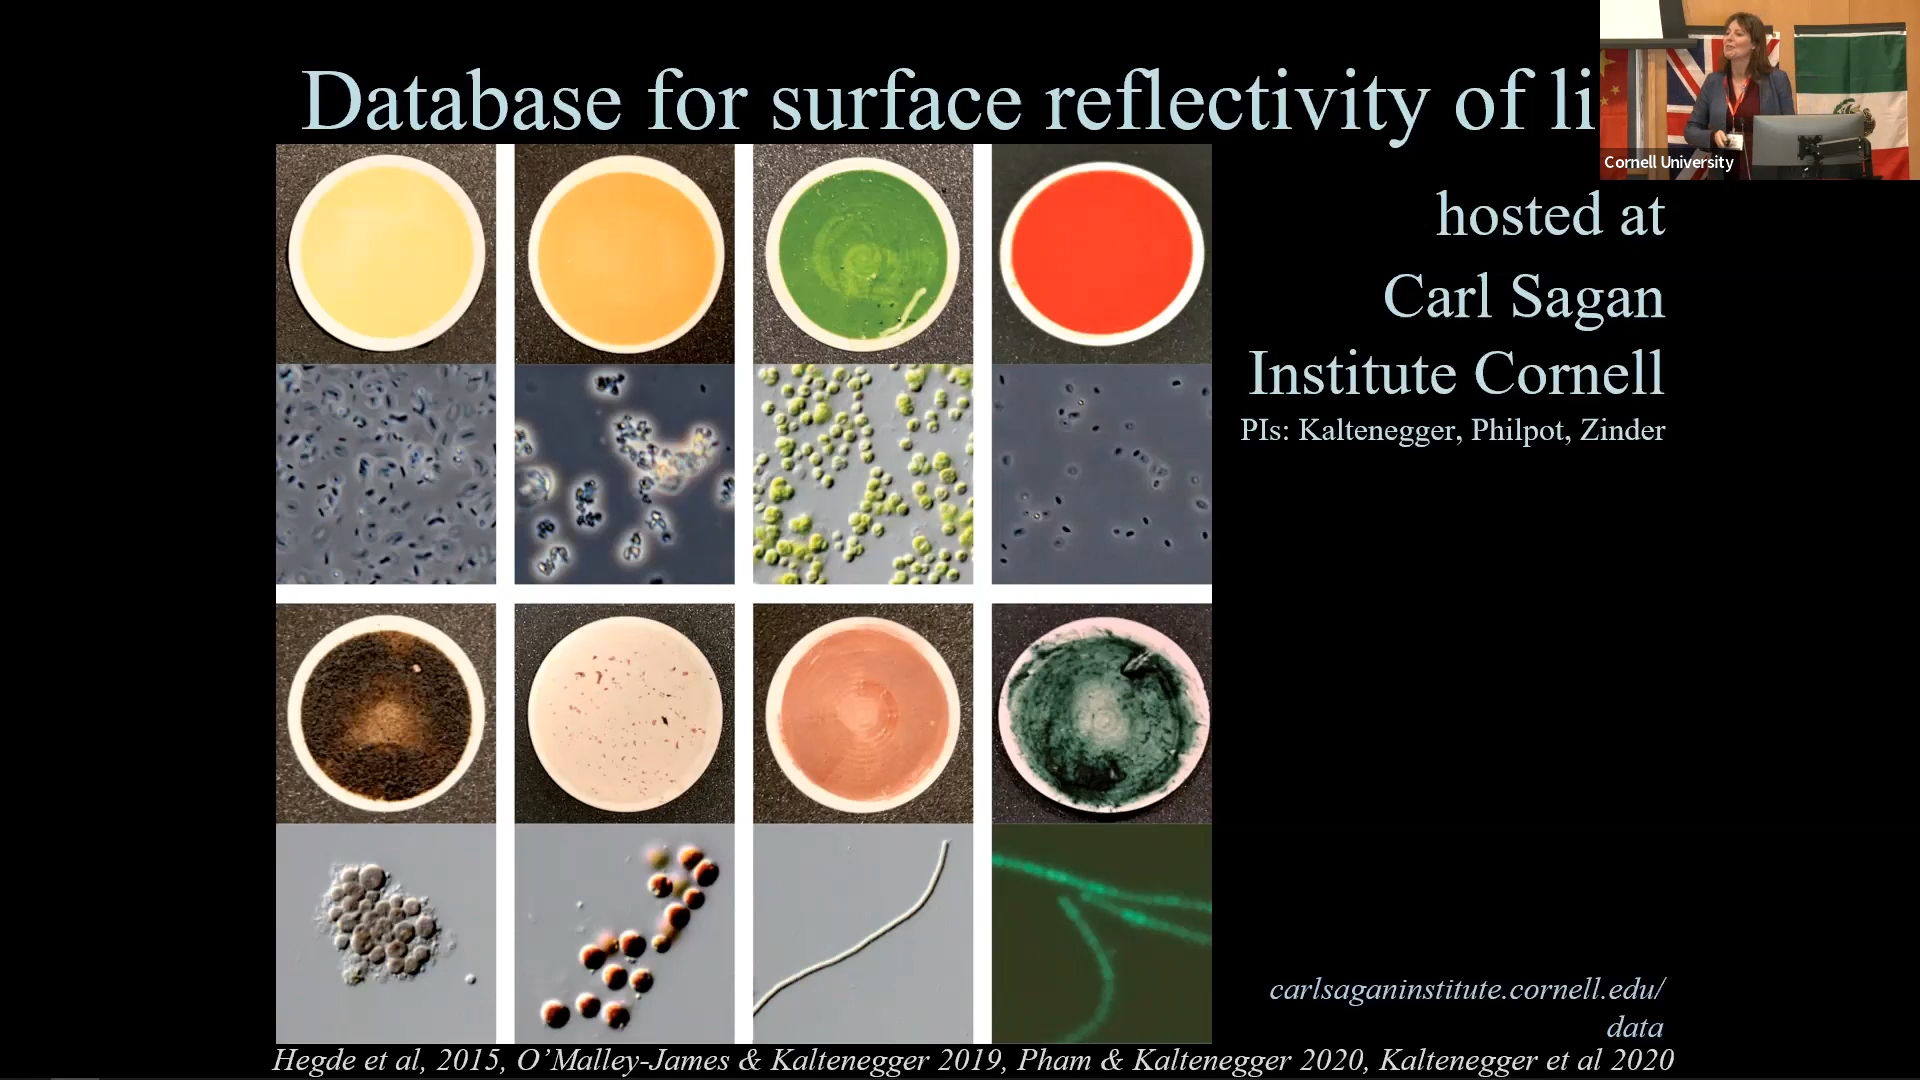 Database for surface reflectivity of li
Cornell University
hosted at
Carl Sagan
Institute Cornell
PIs: Kaltenegger, Philpot, Zinder
carlsaganinstitute.cornell.edu/
data
Hegde et al, 2015, O’Malley-James & Kaltenegger 2019, Pham & Kaltenegger 2020, Kaltenegger et al 2020